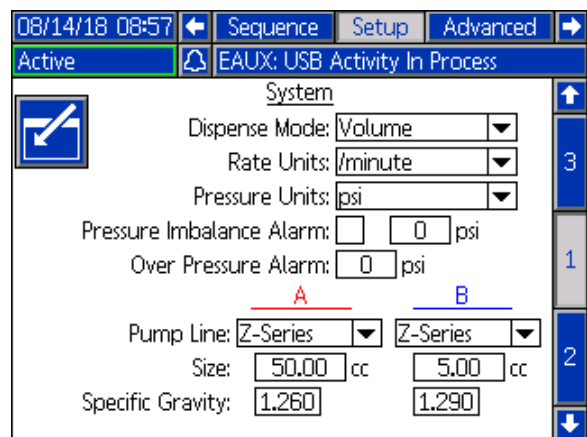 08/14/18 08:57 Sequence Setup Advanced
Active EAUX: USB Activity In Process
System
Dispense Mode: Volume
Rate Units: /minute
3
Pressure Units: psi
Pressure Imbalance Alarm: 0 psi
Over Pressure Alarm: 0 psi
1
A B
Pump Line: Z-Series Z-Series
Size: 50.00 cc 5.00 cc
2
Specific Gravity: 1.260 1.290